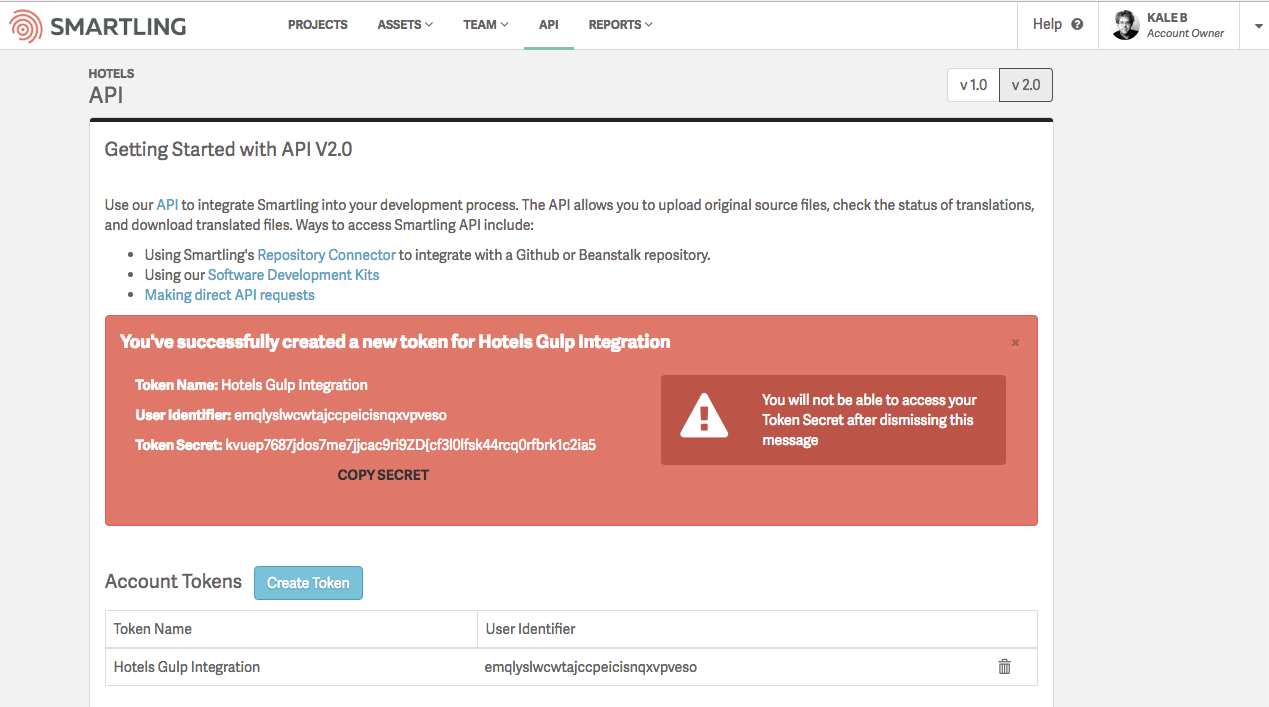 SMARTLING PROJECTS ASSETS TEAM API REPORTS Help ? KALE B
Account Owner
HOTELS
API
v 1.0 v 2.0
Getting Started with API V2.0
Use our API to integrate Smartling into your development process. The API allows you to upload original source files, check the status of translations,
and download translated files. Ways to access Smartling API include:
• Using Smartling's Repository Connector to integrate with a Github or Beanstalk repository.
• Using our Software Development Kits
• Making direct API requests
You've successfully created a new token for Hotels Gulp Integration ×
Token Name: Hotels Gulp Integration
User Identifier: emqlyslwcwtajccpeicisnqxvpveso
Token Secret: kvuep7687jdos7me7jjcac9ri9ZD{cf3l0lfsk44rcq0rfbrk1c2ia5
COPY SECRET
You will not be able to access your
Token Secret after dismissing this
message
Account Tokens Create Token
Token Name User Identifier
Hotels Gulp Integration emqlyslwcwtajccpeicisnqxvpveso